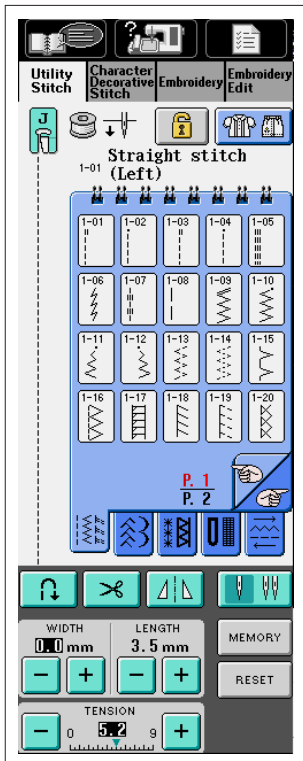 Utility Stitch
Character Decorative Stitch
Embroidery
Embroidery Edit
J
Straight stitch
1-01 (Left)
1-01 1-02 1-03 1-04 1-05
1-06 1-07 1-08 1-09 1-10
1-11 1-12 1-13 1-14 1-15
1-16 1-17 1-18 1-19 1-20
P. 1
P. 2
WIDTH LENGTH
0.0 mm 3.5 mm
MEMORY
− + − +
RESET
TENSION
− 0 5.2 9 +